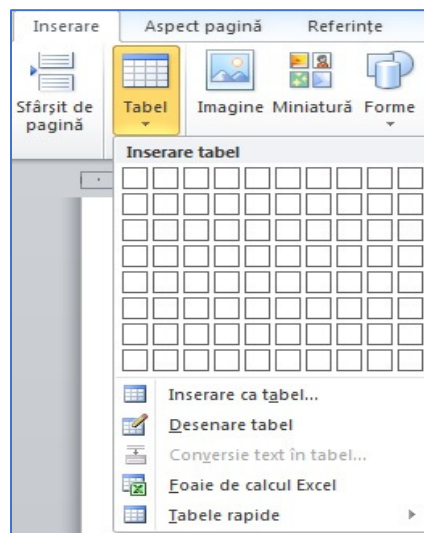 Inserare Aspect pagină Referințe
Sfârșit de pagină Tabel Imagine Miniatură Forme
Inserare tabel
Inserare ca tabel...
Desenare tabel
Conversie text în tabel...
Foaie de calcul Excel
Tabele rapide